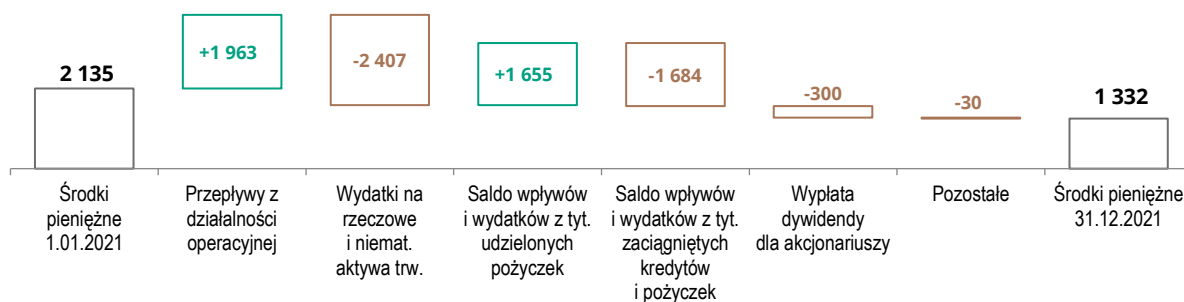 2 135
+1 963
-2 407
+1 655
-1 684
-300
-30
1 332
Środki
pieniężne
1.01.2021
Przepływy z
działalności
operacyjnej
Wydatki na
rzeczowe
i niemat.
aktywa trw.
Saldo wpływów
i wydatków z tyt.
udzielonych
pożyczek
Saldo wpływów
i wydatków z tyt.
zaciągniętych
kredytów
i pożyczek
Wypłata
dywidendy
dla akcjonariuszy
Pozostałe
Środki pieniężne
31.12.2021